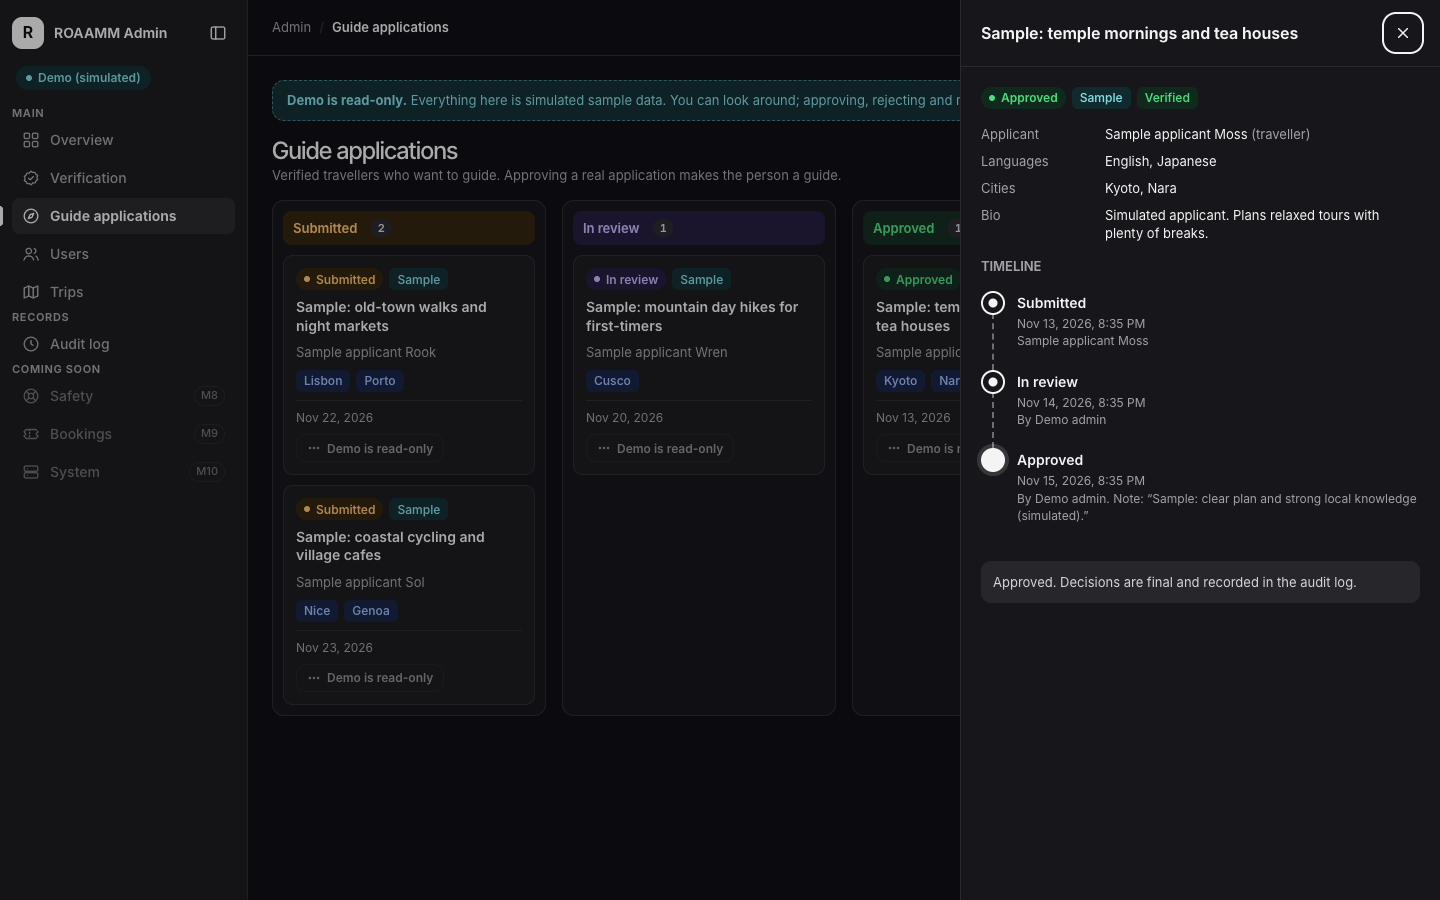 R ROAAMM Admin
Demo (simulated)
MAIN
Overview
Verification
Guide applications
Users
Trips
RECORDS
Audit log
COMING SOON
Safety M8
Bookings M9
System M10
Admin / Guide applications
Demo is read-only. Everything here is simulated sample data. You can look around; approving, rejecting and
Guide applications
Verified travellers who want to guide. Approving a real application makes the person a guide.
Submitted 2
Submitted Sample
Sample: old-town walks and
night markets
Sample applicant Rook
Lisbon Porto
Nov 22, 2026
Demo is read-only
Submitted Sample
Sample: coastal cycling and
village cafes
Sample applicant Sol
Nice Genoa
Nov 23, 2026
Demo is read-only
In review 1
In review Sample
Sample: mountain day hikes for
first-timers
Sample applicant Wren
Cusco
Nov 20, 2026
Demo is read-only
Approved 1
Approved
Sample: tem
tea houses
Sample applic
Kyoto Nar
Nov 13, 2026
Demo is r
Sample: temple mornings and tea houses
Approved Sample Verified
Applicant Sample applicant Moss (traveller)
Languages English, Japanese
Cities Kyoto, Nara
Bio Simulated applicant. Plans relaxed tours with
plenty of breaks.
TIMELINE
Submitted
Nov 13, 2026, 8:35 PM
Sample applicant Moss
In review
Nov 14, 2026, 8:35 PM
By Demo admin
Approved
Nov 15, 2026, 8:35 PM
By Demo admin. Note: “Sample: clear plan and strong local knowledge
(simulated).”
Approved. Decisions are final and recorded in the audit log.